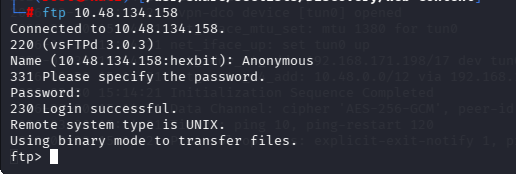 # ftp 10.48.134.158
Connected to 10.48.134.158.
220 (vsFTPd 3.0.3)
Name (10.48.134.158:hexbit): Anonymous
331 Please specify the password.
Password:
230 Login successful.
Remote system type is UNIX.
Using binary mode to transfer files.
ftp>